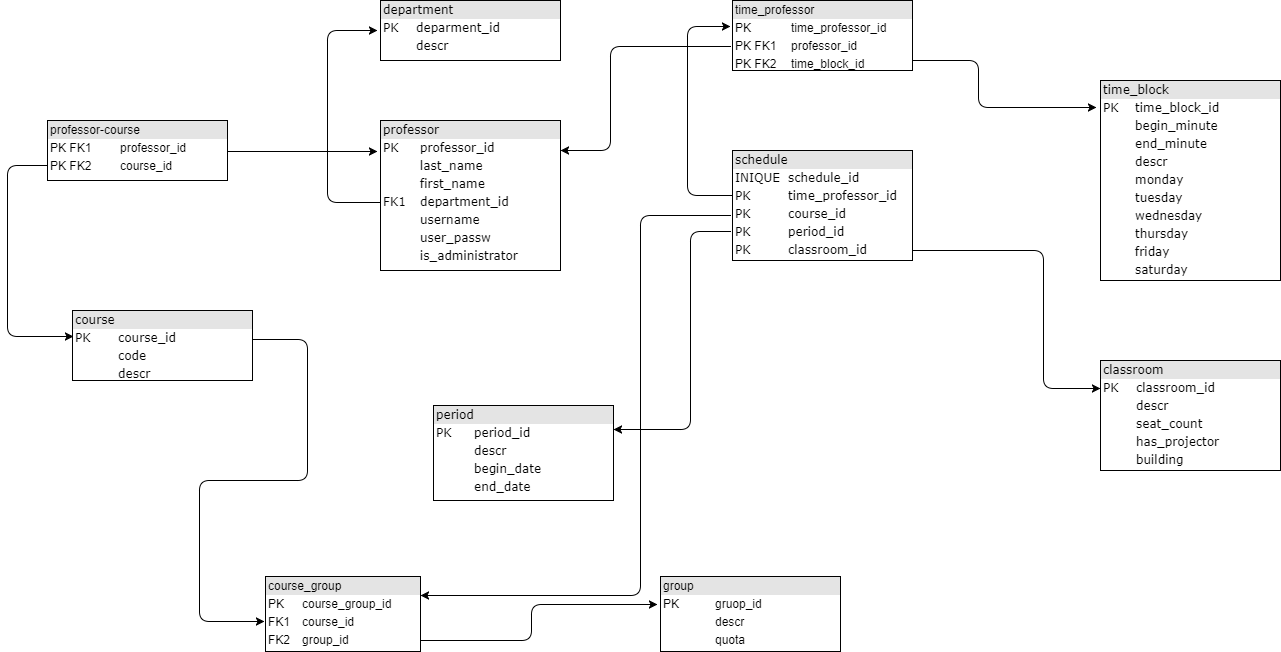 department
PK deparment_id
descr
time_professor
PK time_professor_id
PK FK1 professor_id
PK FK2 time_block_id
time_block
PK time_block_id
begin_minute
end_minute
descr
monday
tuesday
wednesday
thursday
friday
saturday
professor-course
PK FK1 professor_id
PK FK2 course_id
professor
PK professor_id
last_name
first_name
FK1 department_id
username
user_passw
is_administrator
schedule
INIQUE schedule_id
PK time_professor_id
PK course_id
PK period_id
PK classroom_id
course
PK course_id
code
descr
classroom
PK classroom_id
descr
seat_count
has_projector
building
period
PK period_id
descr
begin_date
end_date
course_group
PK course_group_id
FK1 course_id
FK2 group_id
group
PK gruop_id
descr
quota